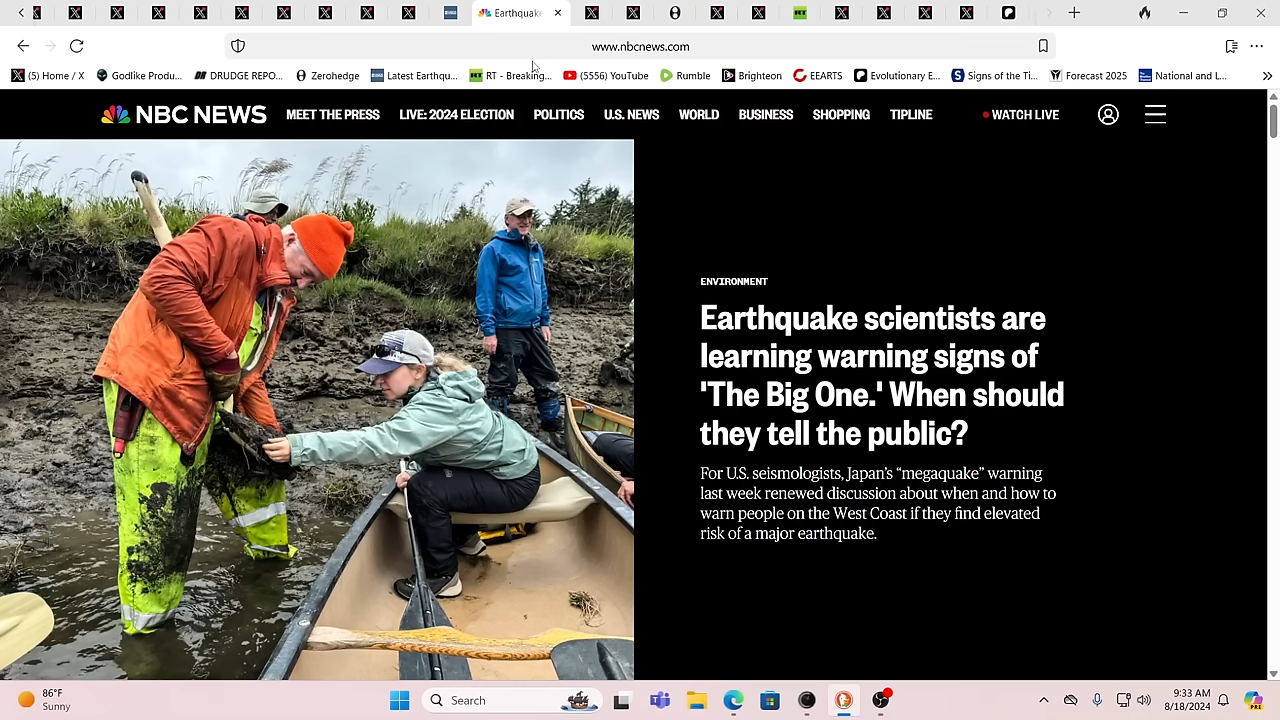 Earthquake
www.nbcnews.com
(5) Home / X
Godlike Produ...
DRUDGE REPO...
Zerohedge
Latest Earthqu...
RT - Breaking...
(5556) YouTube
Rumble
Brighteon
EEARTS
Evolutionary E...
Signs of the Ti...
Forecast 2025
National and L...
NBC NEWS
MEET THE PRESS
LIVE: 2024 ELECTION
POLITICS
U.S. NEWS
WORLD
BUSINESS
SHOPPING
TIPLINE
WATCH LIVE
ENVIRONMENT
Earthquake scientists are
learning warning signs of
'The Big One.' When should
they tell the public?
For U.S. seismologists, Japan’s “megaquake” warning
last week renewed discussion about when and how to
warn people on the West Coast if they find elevated
risk of a major earthquake.
86°F
Sunny
Search
9:33 AM
8/18/2024